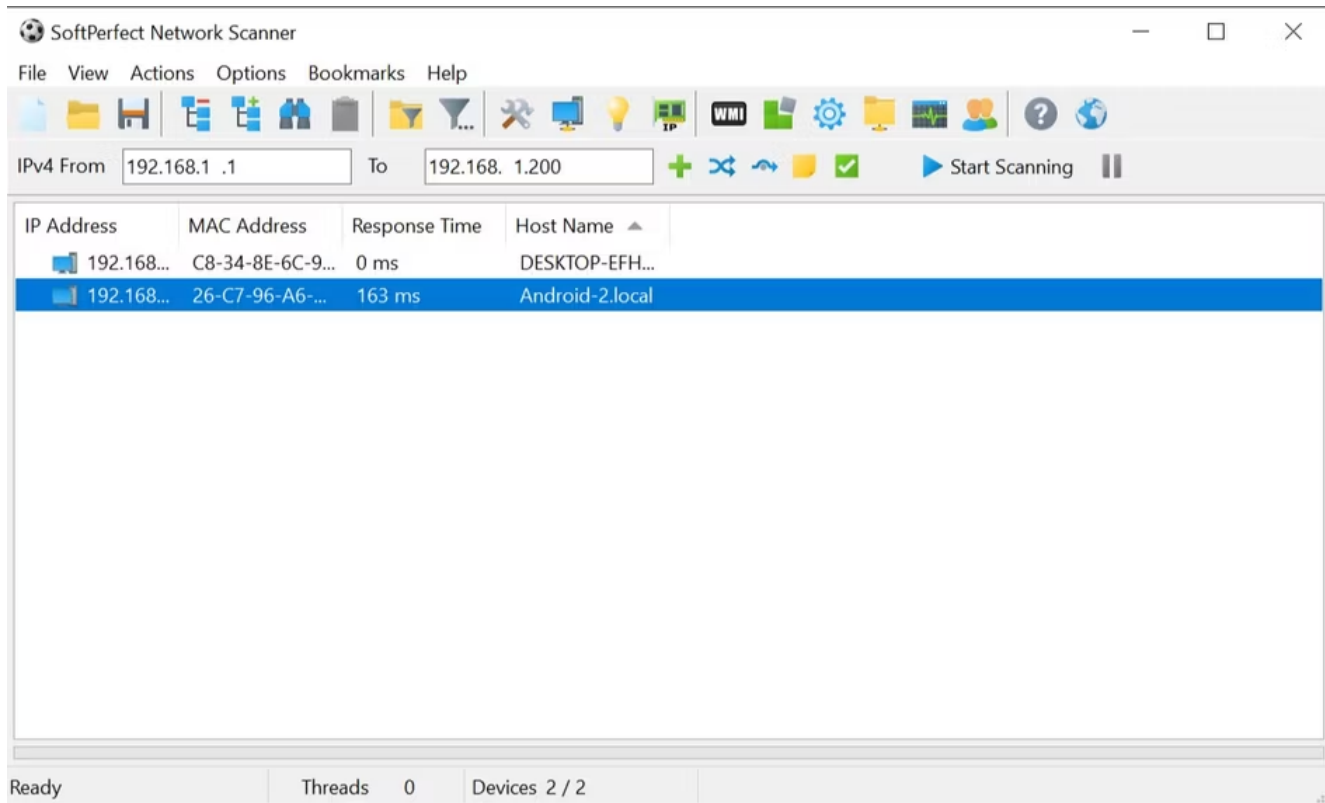 SoftPerfect Network Scanner
File View Actions Options Bookmarks Help
IP WMI ?
IPv4 From 192.168.1 .1 To 192.168. 1.200 Start Scanning
IP Address MAC Address Response Time Host Name
192.168... C8-34-8E-6C-9... 0 ms DESKTOP-EFH...
192.168... 26-C7-96-A6-... 163 ms Android-2.local
Ready Threads 0 Devices 2 / 2